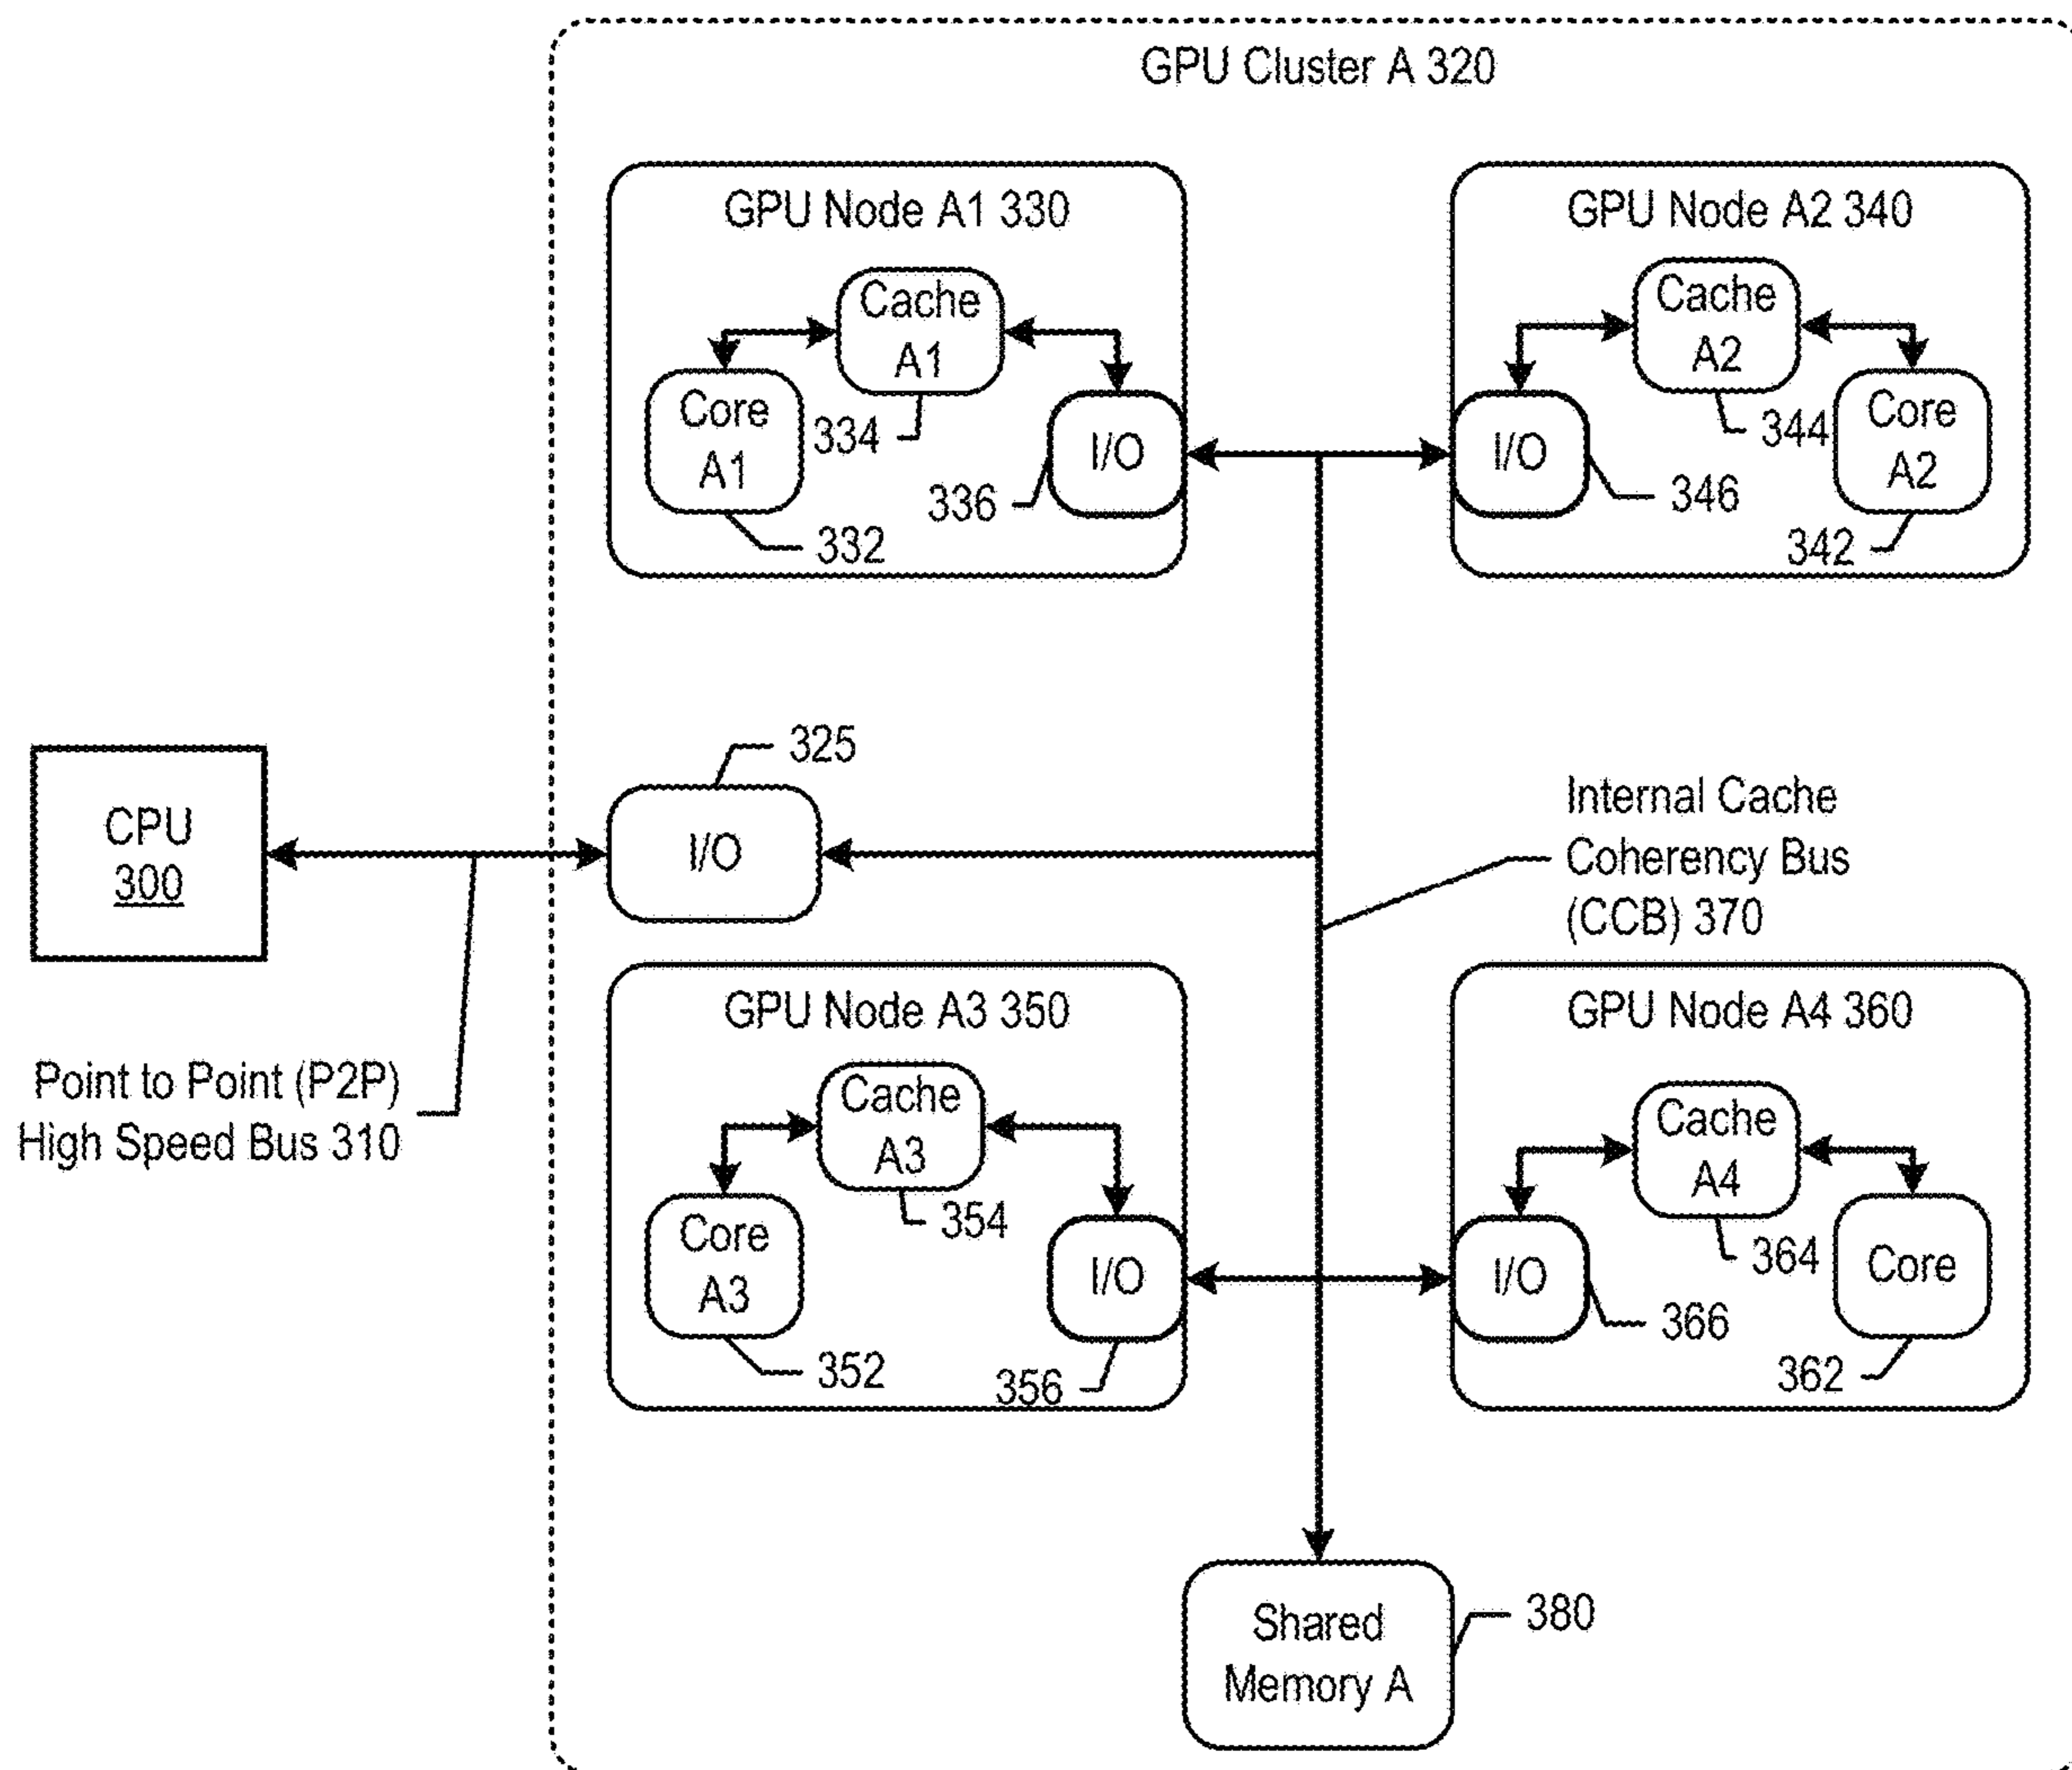 GPU Cluster A 320
GPU Node A1 330
Cache
A1
Core
A1
334
I/O
336
332
GPU Node A2 340
Cache
A2
344
Core
A2
I/O
346
342
325
CPU
300
I/O
Internal Cache
Coherency Bus
(CCB) 370
Point to Point (P2P)
High Speed Bus 310
GPU Node A3 350
Cache
A3
354
Core
A3
I/O
352
356
GPU Node A4 360
Cache
A4
364
Core
I/O
366
362
Shared
Memory A
380